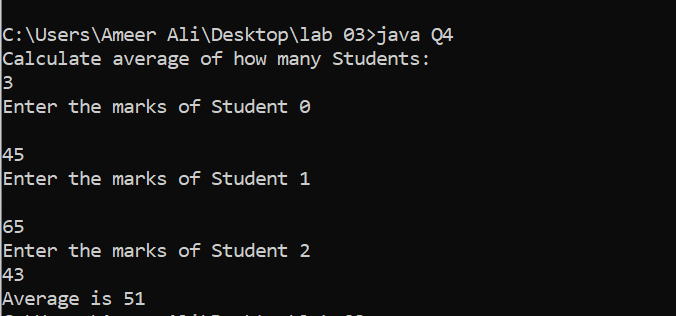 C:\Users\Ameer Ali\Desktop\lab 03>java Q4
Calculate average of how many Students:
3
Enter the marks of Student 0
45
Enter the marks of Student 1
65
Enter the marks of Student 2
43
Average is 51